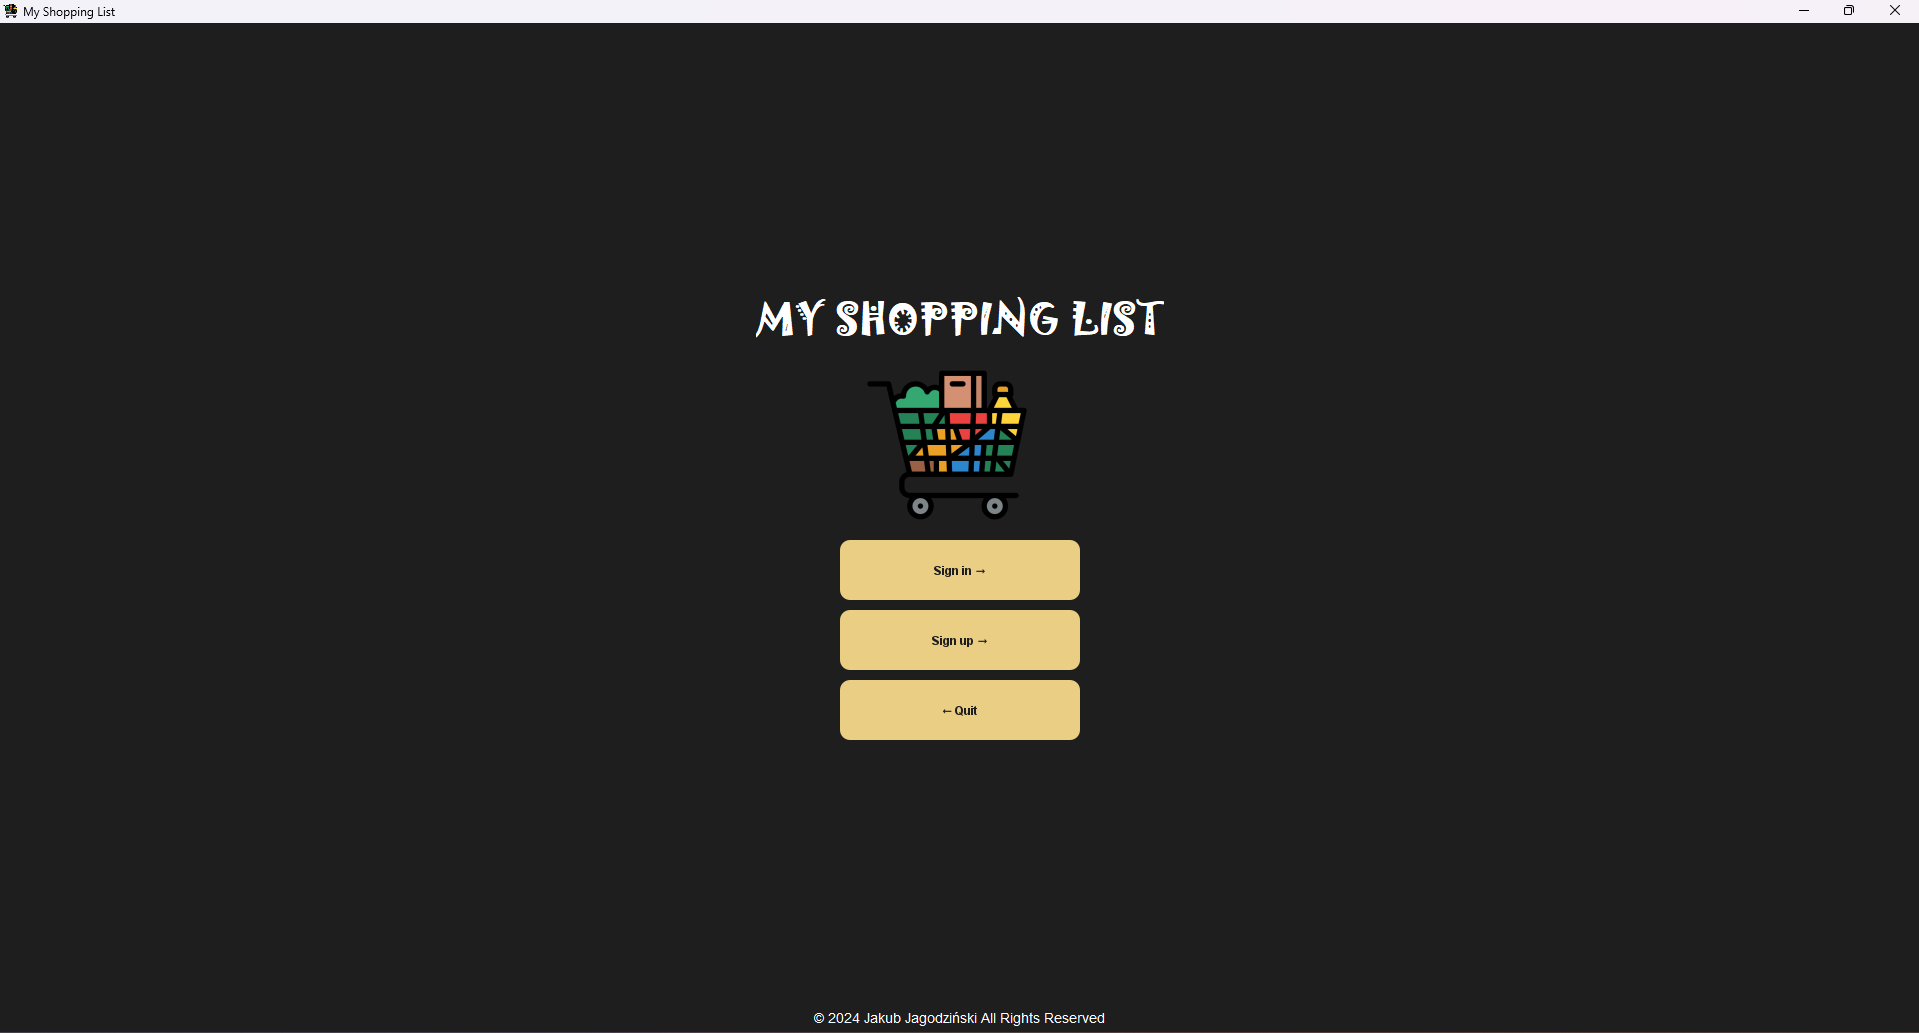 My Shopping List
MY SHOPPING LIST
Sign in →
Sign up →
← Quit
© 2024 Jakub Jagodziński All Rights Reserved